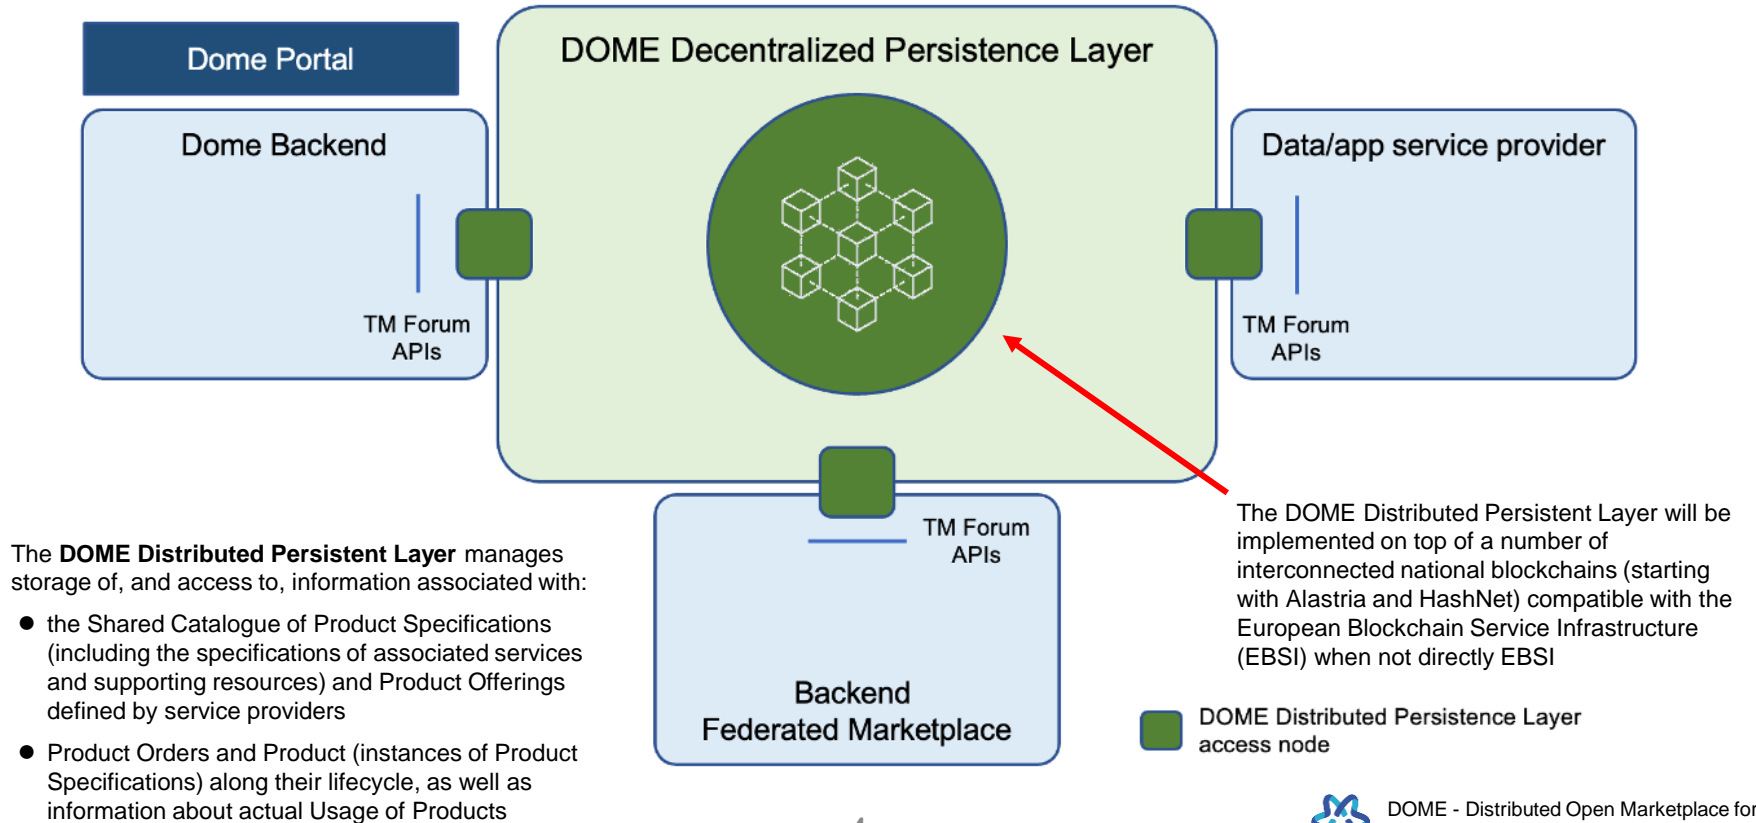 Dome Portal
DOME Decentralized Persistence Layer
Dome Backend
Data/app service provider
TM Forum
APIs
TM Forum
APIs
TM Forum
APIs
Backend
Federated Marketplace
The DOME Distributed Persistent Layer manages
storage of, and access to, information associated with:
● the Shared Catalogue of Product Specifications
(including the specifications of associated services
and supporting resources) and Product Offerings
defined by service providers
● Product Orders and Product (instances of Product
Specifications) along their lifecycle, as well as
information about actual Usage of Products
The DOME Distributed Persistent Layer will be
implemented on top of a number of
interconnected national blockchains (starting
with Alastria and HashNet) compatible with the
European Blockchain Service Infrastructure
(EBSI) when not directly EBSI
DOME Distributed Persistence Layer
access node
DOME - Distributed Open Marketplace for